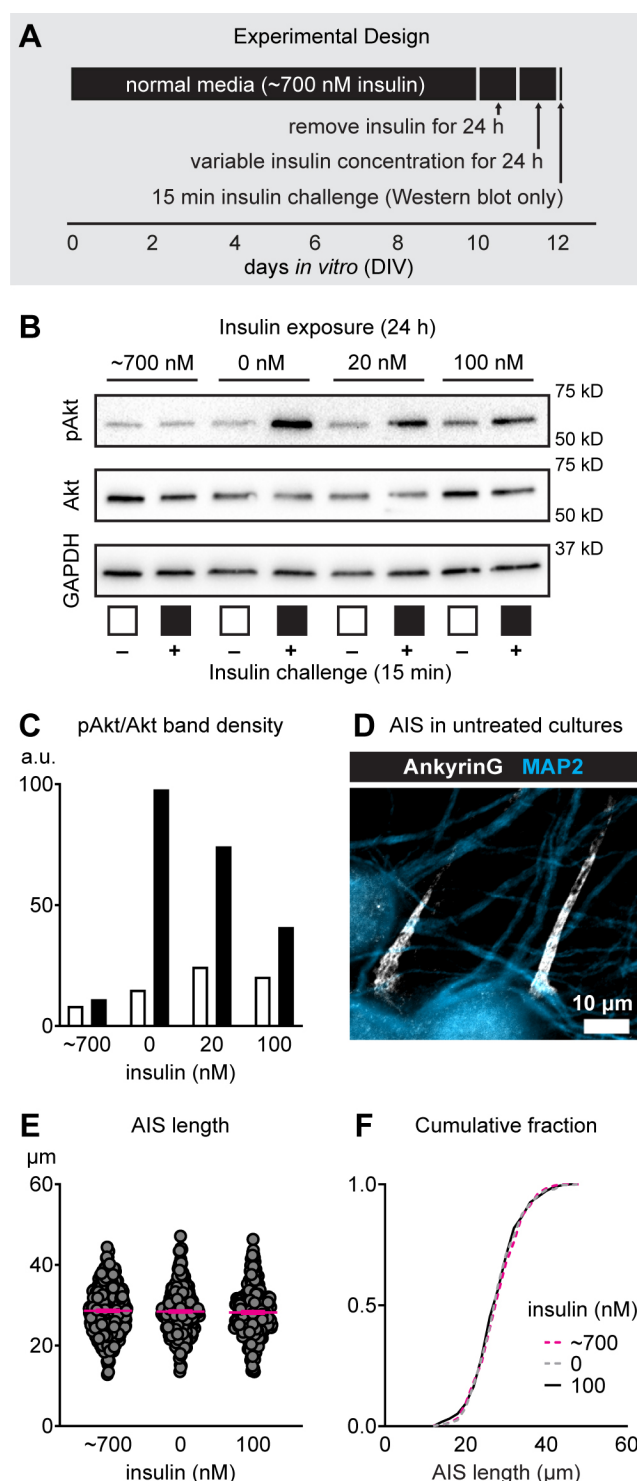 A
Experimental Design
normal media (~700 nM insulin)
remove insulin for 24 h
variable insulin concentration for 24 h
15 min insulin challenge (Western blot only)
0 2 4 6 8 10 12
days in vitro (DIV)
B
Insulin exposure (24 h)
~700 nM 0 nM 20 nM 100 nM
pAkt
75 kD
50 kD
Akt
75 kD
50 kD
GAPDH
37 kD
– + – + – + – +
Insulin challenge (15 min)
C
pAkt/Akt band density
a.u.
100
50
0
~700 0 20 100
insulin (nM)
D
AIS in untreated cultures
AnkyrinG MAP2
10 µm
E
AIS length
µm
60
40
20
0
~700 0 100
insulin (nM)
F
Cumulative fraction
1.0
0.5
0.0
insulin (nM)
~700
0
100
0 20 40 60
AIS length (µm)